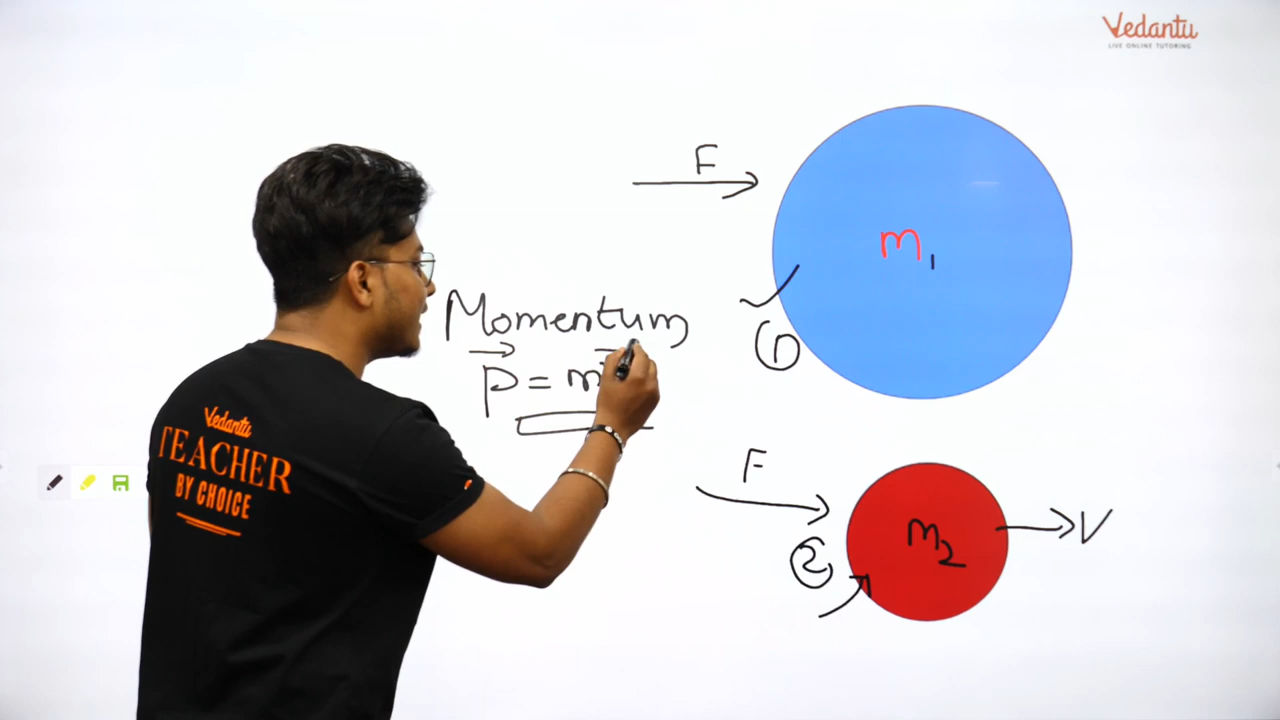 Vedantu
LIVE ONLINE TUTORING
F
m₁
Momentum
①
p = m
F
m₂
V
②
Vedantu
TEACHER
BY CHOICE